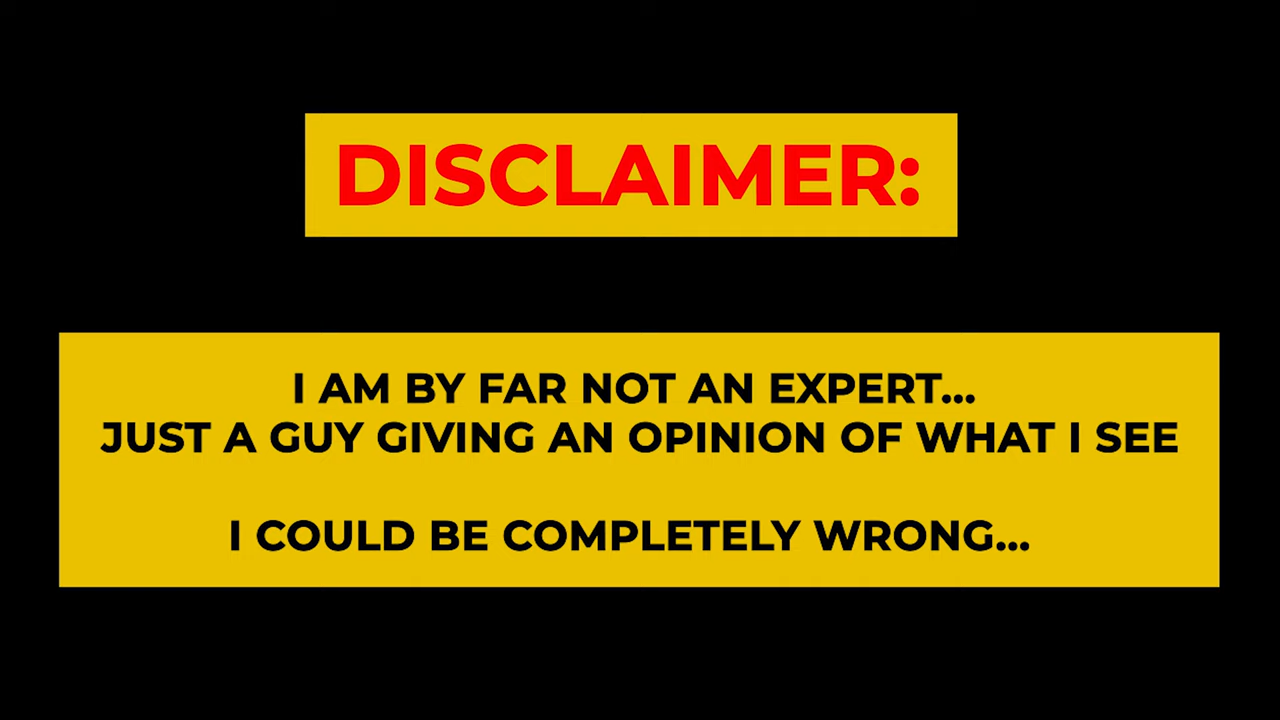 DISCLAIMER:
I AM BY FAR NOT AN EXPERT...
JUST A GUY GIVING AN OPINION OF WHAT I SEE
I COULD BE COMPLETELY WRONG...